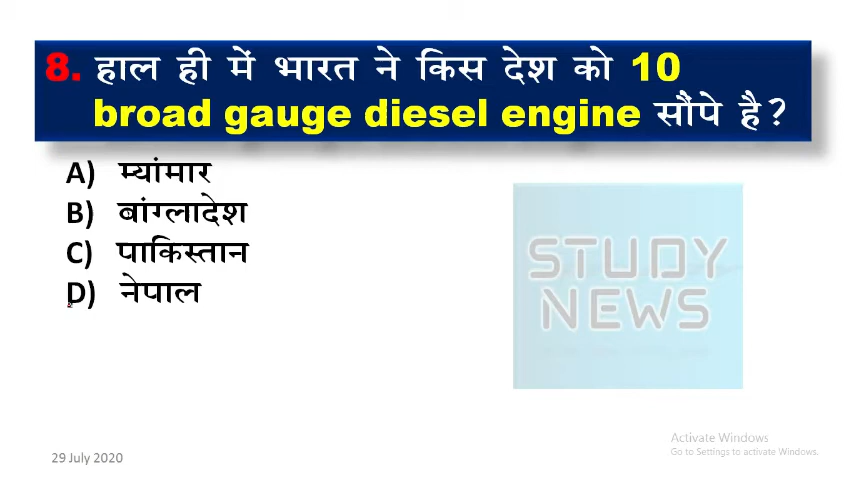 8. हाल ही में भारत ने किस देश को 10
broad gauge diesel engine सौंपे है?
A) म्यांमार
B) बांग्लादेश
C) पाकिस्तान
D) नेपाल
STUDY
NEWS
Activate Windows
Go to Settings to activate Windows.
29 July 2020